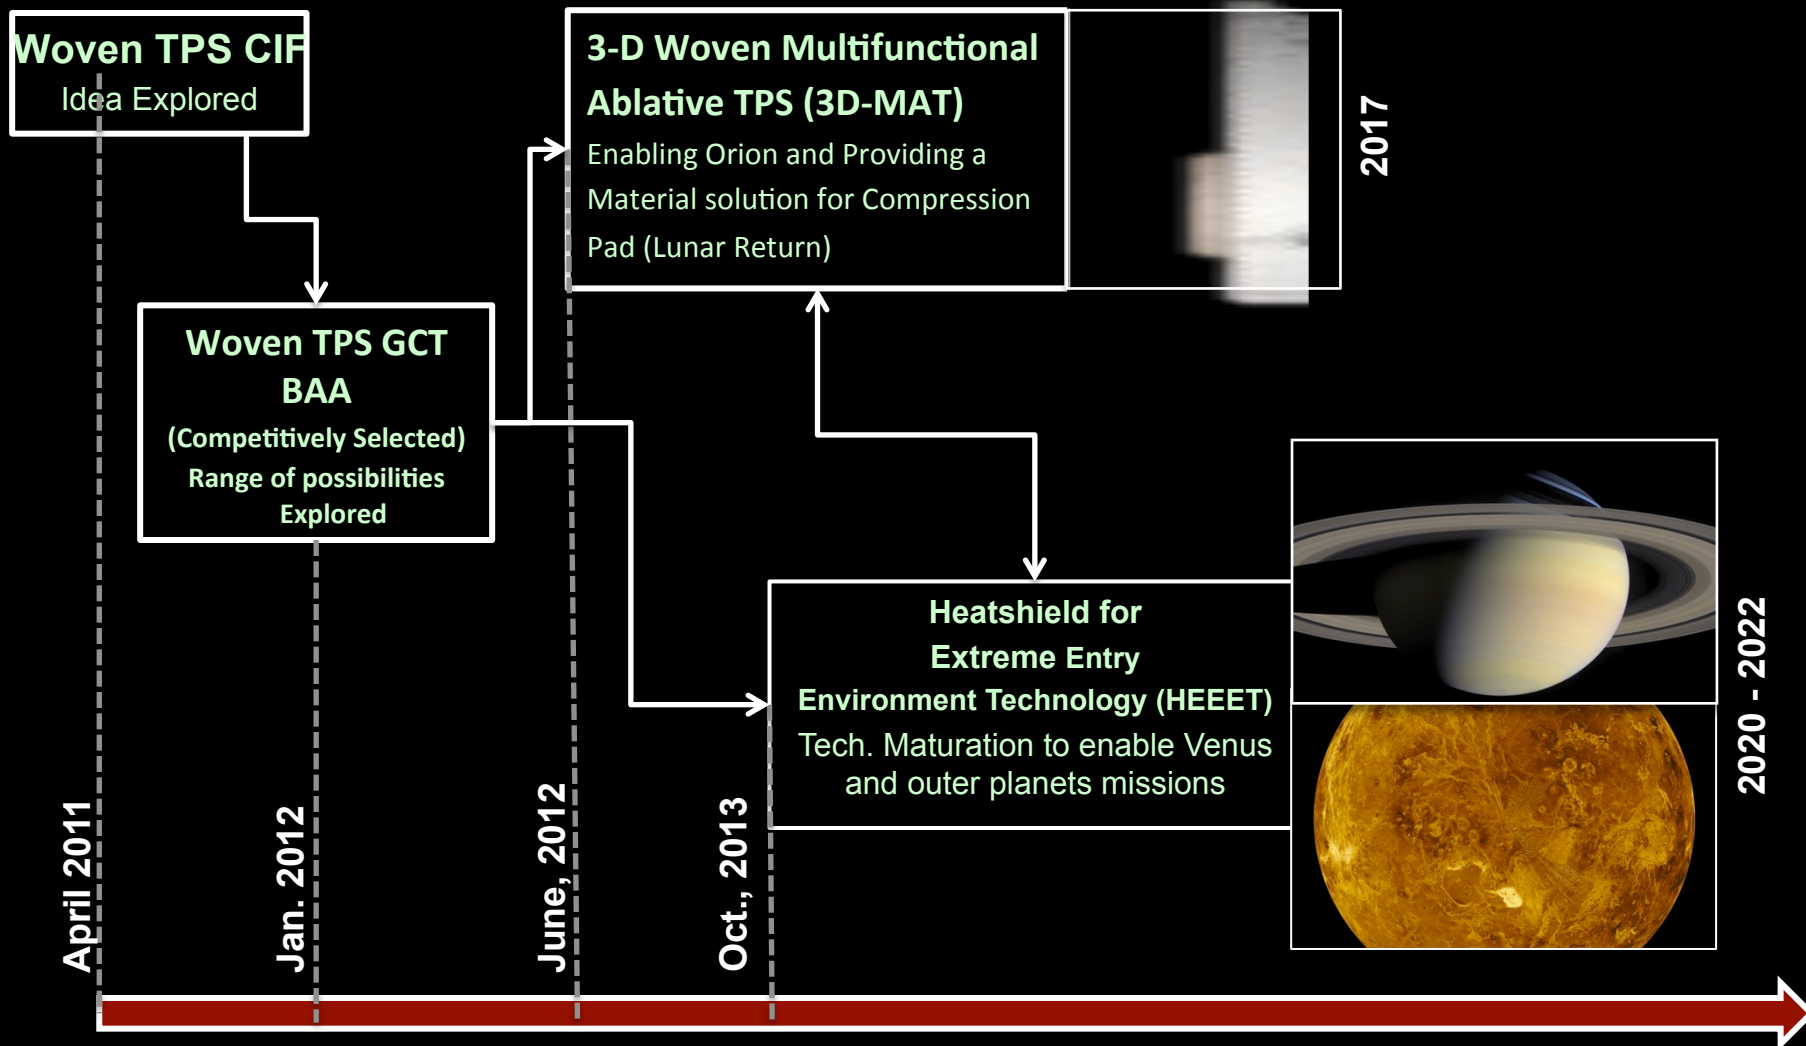 Woven TPS CIF
Idea Explored
3-D Woven Multifunctional
Ablative TPS (3D-MAT)
Enabling Orion and Providing a
Material solution for Compression
Pad (Lunar Return)
2017
Woven TPS GCT
BAA
(Competitively Selected)
Range of possibilities
Explored
Heatshield for
Extreme Entry
Environment Technology (HEEET)
Tech. Maturation to enable Venus
and outer planets missions
2020 - 2022
April 2011
Jan. 2012
June, 2012
Oct., 2013